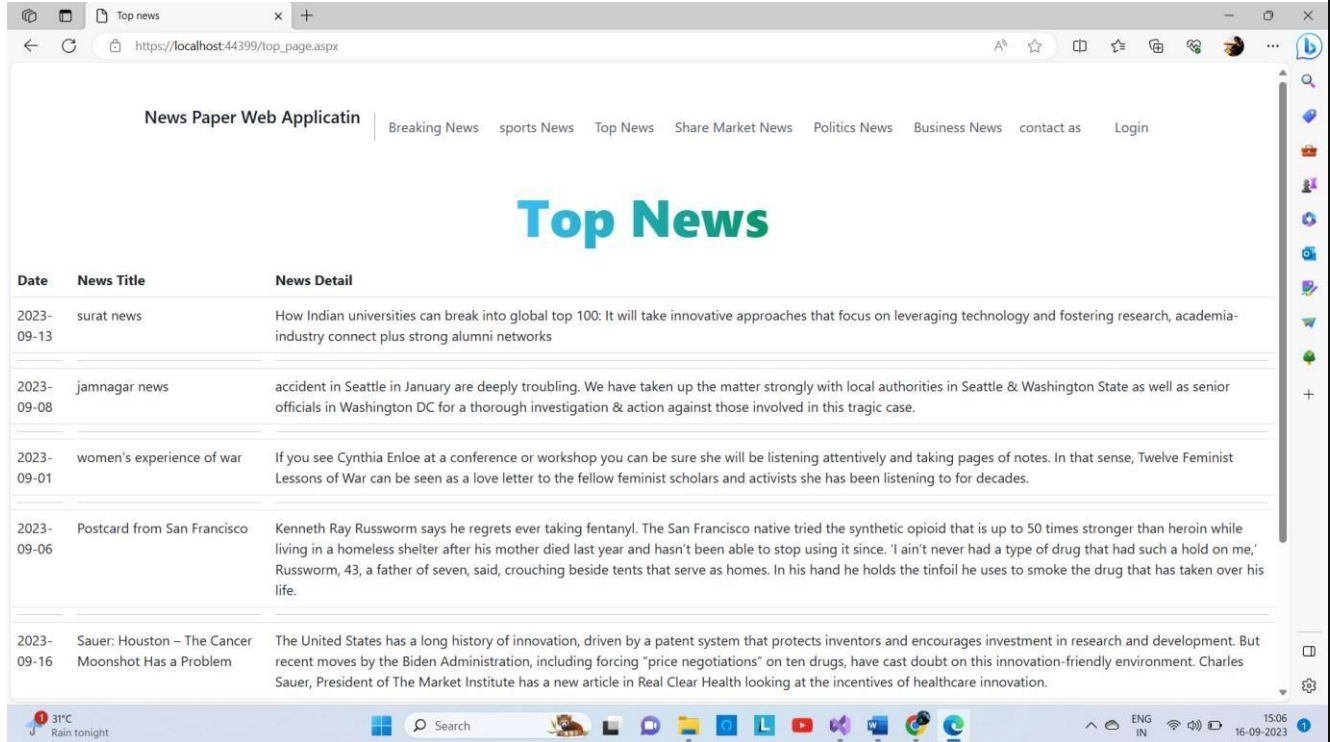 Top news
https://localhost:44399/top_page.aspx
News Paper Web Applicatin
Breaking News sports News Top News Share Market News Politics News Business News contact as Login
Top News
Date News Title News Detail
2023- surat news How Indian universities can break into global top 100: It will take innovative approaches that focus on leveraging technology and fostering research, academia-
09-13 industry connect plus strong alumni networks
2023- jamnagar news accident in Seattle in January are deeply troubling. We have taken up the matter strongly with local authorities in Seattle & Washington State as well as senior
09-08 officials in Washington DC for a thorough investigation & action against those involved in this tragic case.
2023- women's experience of war If you see Cynthia Enloe at a conference or workshop you can be sure she will be listening attentively and taking pages of notes. In that sense, Twelve Feminist
09-01 Lessons of War can be seen as a love letter to the fellow feminist scholars and activists she has been listening to for decades.
2023- Postcard from San Francisco Kenneth Ray Russworm says he regrets ever taking fentanyl. The San Francisco native tried the synthetic opioid that is up to 50 times stronger than heroin while
09-06 living in a homeless shelter after his mother died last year and hasn't been able to stop using it since. 'I ain't never had a type of drug that had such a hold on me,'
Russworm, 43, a father of seven, said, crouching beside tents that serve as homes. In his hand he holds the tinfoil he uses to smoke the drug that has taken over his
life.
2023- Sauer: Houston – The Cancer The United States has a long history of innovation, driven by a patent system that protects inventors and encourages investment in research and development. But
09-16 Moonshot Has a Problem recent moves by the Biden Administration, including forcing "price negotiations" on ten drugs, have cast doubt on this innovation-friendly environment. Charles
Sauer, President of The Market Institute has a new article in Real Clear Health looking at the incentives of healthcare innovation.
1 31°C
Rain tonight
Search
L
ENG
IN
15:06
16-09-2023
1